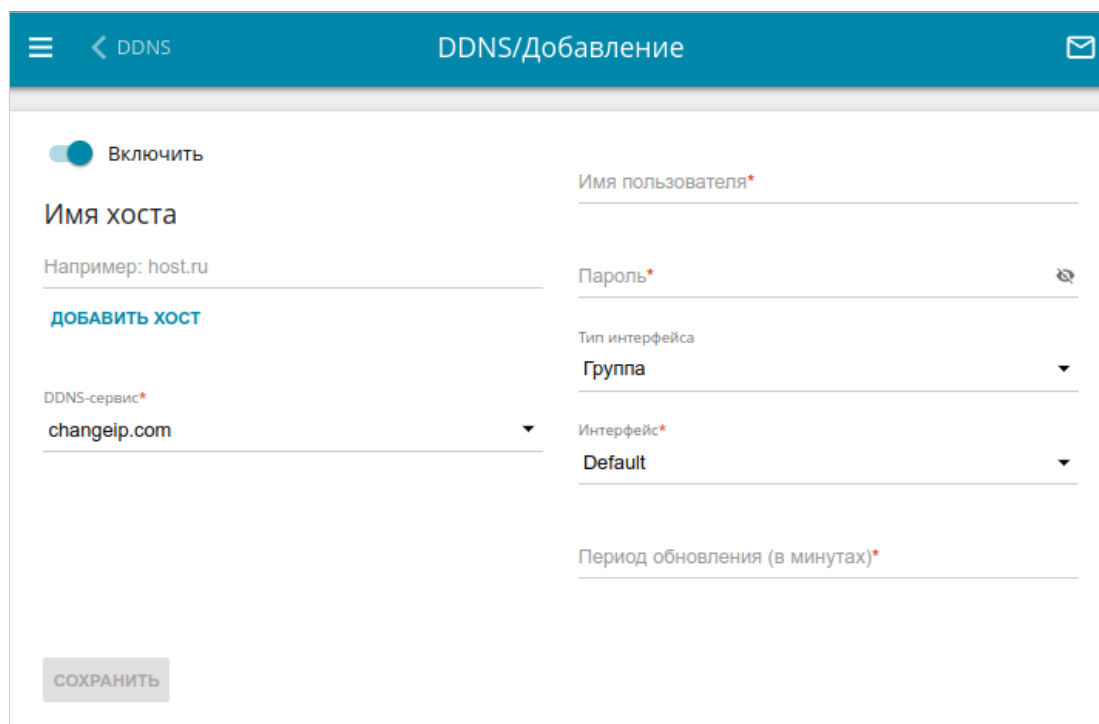 DDNS
DDNS/Добавление
Включить
Имя хоста
Например: host.ru
ДОБАВИТЬ ХОСТ
DDNS-сервис*
changeip.com
Имя пользователя*
Пароль*
Тип интерфейса
Группа
Интерфейс*
Default
Период обновления (в минутах)*
СОХРАНИТЬ